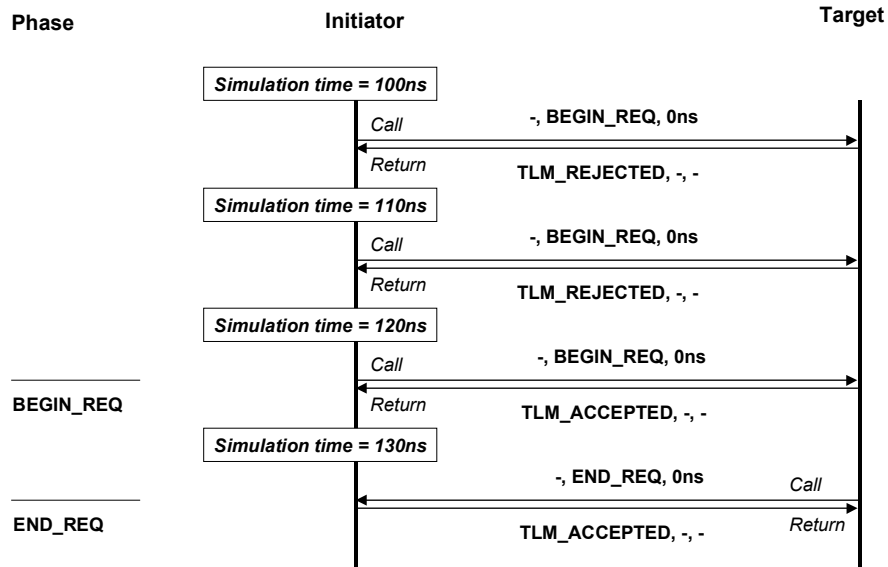 Phase
Initiator
Target
Simulation time = 100ns
Call
-, BEGIN_REQ, 0ns
Return
TLM_REJECTED, -, -
Simulation time = 110ns
Call
-, BEGIN_REQ, 0ns
Return
TLM_REJECTED, -, -
Simulation time = 120ns
Call
-, BEGIN_REQ, 0ns
BEGIN_REQ
Return
TLM_ACCEPTED, -, -
Simulation time = 130ns
-, END_REQ, 0ns
Call
END_REQ
TLM_ACCEPTED, -, -
Return